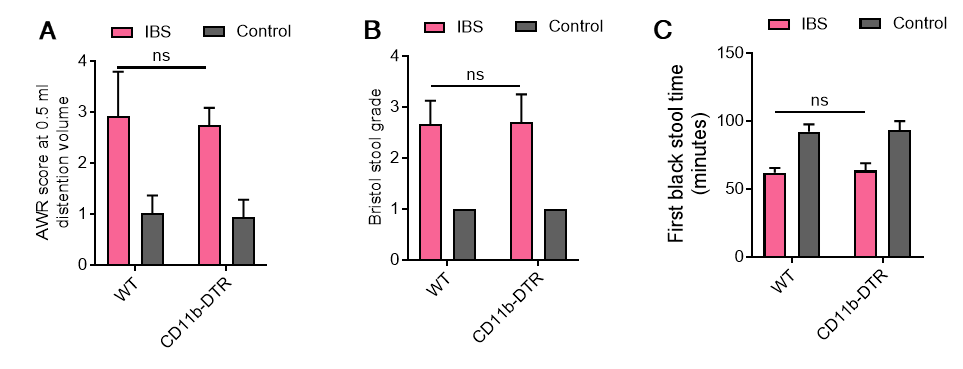 A
IBS Control
ns
AWR score at 0.5 ml
distention volume
4
3
2
1
0
WT
CD11b-DTR
B
IBS Control
ns
Bristol stool grade
4
3
2
1
0
WT
CD11b-DTR
C
IBS Control
ns
First black stool time
(minutes)
150
100
50
0
WT
CD11b-DTR